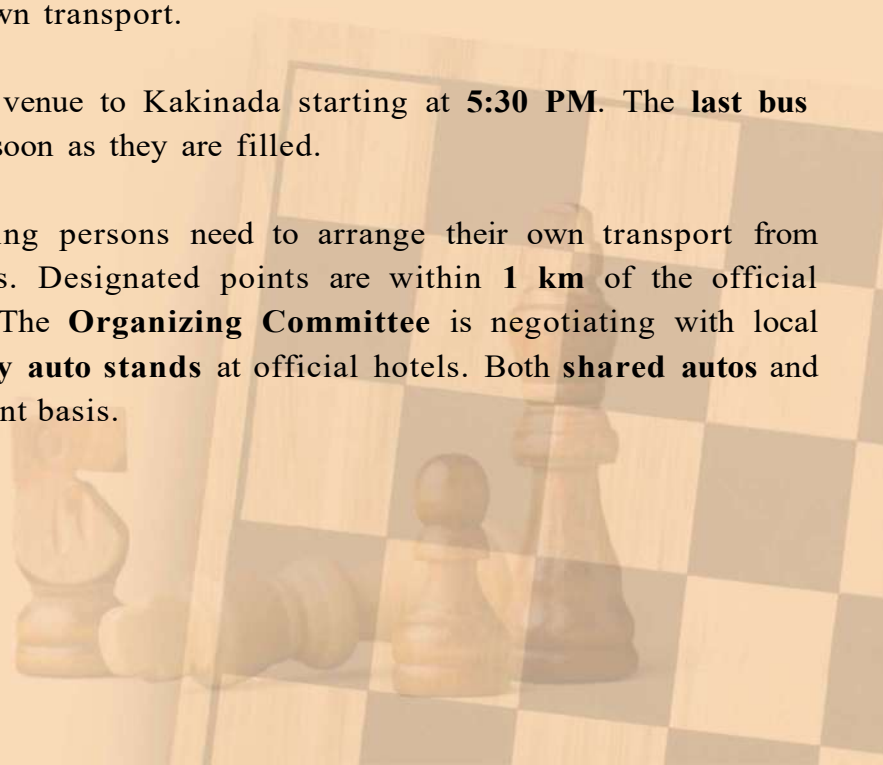 wn transport.
venue to Kakinada starting at 5:30 PM. The last bus
soon as they are filled.
ing persons need to arrange their own transport from
s. Designated points are within 1 km of the official
The Organizing Committee is negotiating with local
y auto stands at official hotels. Both shared autos and
nt basis.